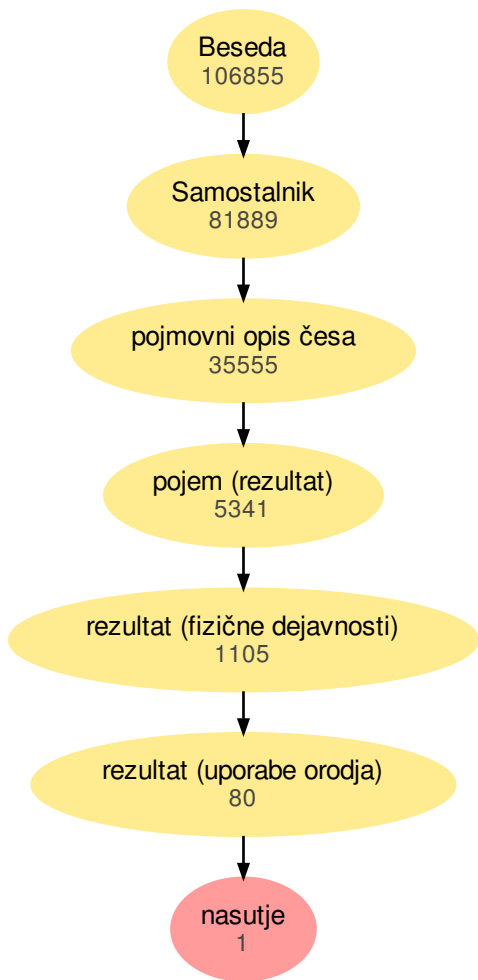 Beseda
106855
Samostalnik
81889
pojmovni opis česa
35555
pojem (rezultat)
5341
rezultat (fizične dejavnosti)
1105
rezultat (uporabe orodja)
80
nasutje
1